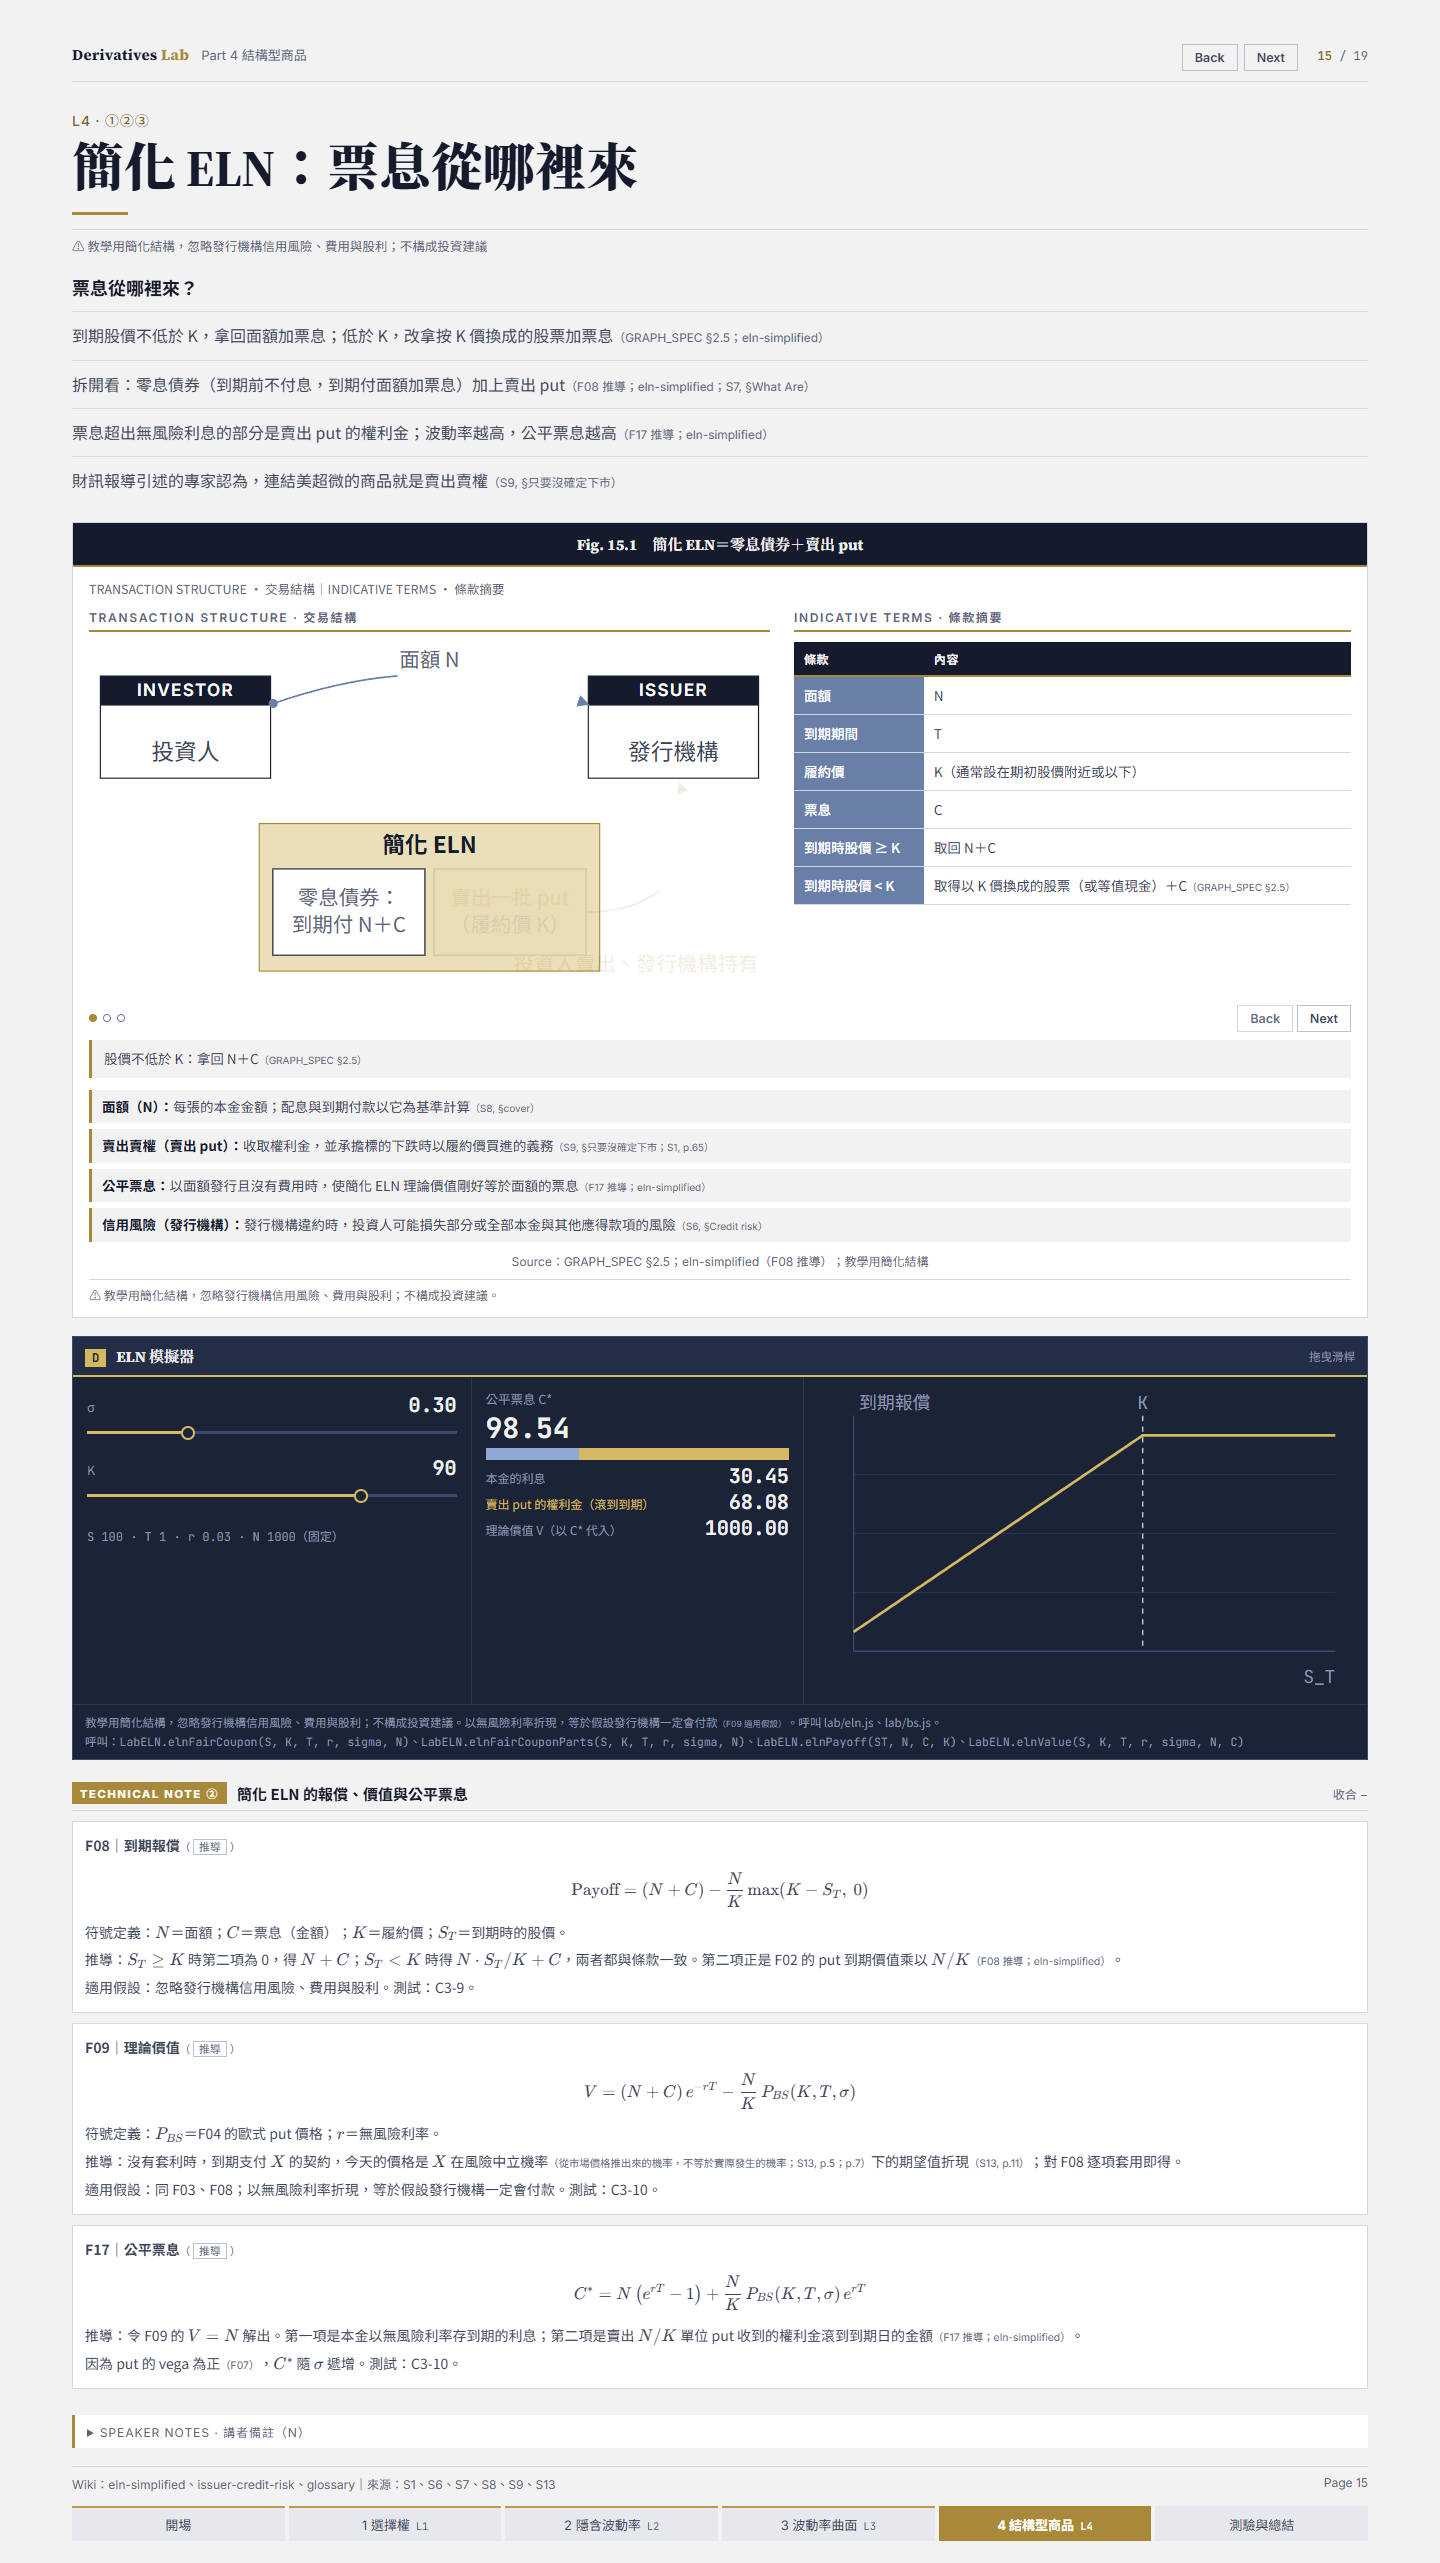 Derivatives Lab Part 4 結構型商品 Back Next 15 / 19
L4 · ①②③
簡化 ELN：票息從哪裡來
⚠ 教學用簡化結構，忽略發行機構信用風險、費用與股利；不構成投資建議
票息從哪裡來？
到期股價不低於 K，拿回面額加票息；低於 K，改拿按 K 價換成的股票加票息（GRAPH_SPEC §2.5；eln-simplified）
拆開看：零息債券（到期前不付息，到期付面額加票息）加上賣出 put（F08 推導；eln-simplified；S7, §What Are）
票息超出無風險利息的部分是賣出 put 的權利金；波動率越高，公平票息越高（F17 推導；eln-simplified）
財訊報導引述的專家認為，連結美超微的商品就是賣出賣權（S9, §只要沒確定下市）
Fig. 15.1 簡化 ELN＝零息債券＋賣出 put
TRANSACTION STRUCTURE · 交易結構｜INDICATIVE TERMS · 條款摘要
TRANSACTION STRUCTURE · 交易結構
面額 N
INVESTOR
投資人
ISSUER
發行機構
簡化 ELN
零息債券：
到期付 N＋C
賣出一批 put
（履約價 K）
投資人賣出、發行機構持有
INDICATIVE TERMS · 條款摘要
條款 內容
面額 N
到期期間 T
履約價 K（通常設在期初股價附近或以下）
票息 C
到期時股價 ≥ K 取回 N＋C
到期時股價 < K 取得以 K 價換成的股票（或等值現金）＋C（GRAPH_SPEC §2.5）
Back Next
股價不低於 K：拿回 N＋C（GRAPH_SPEC §2.5）
面額（N）：每張的本金金額；配息與到期付款以它為基準計算（S8, §cover）
賣出賣權（賣出 put）：收取權利金，並承擔標的下跌時以履約價買進的義務（S9, §只要沒確定下市；S1, p.65）
公平票息：以面額發行且沒有費用時，使簡化 ELN 理論價值剛好等於面額的票息（F17 推導；eln-simplified）
信用風險（發行機構）：發行機構違約時，投資人可能損失部分或全部本金與其他應得款項的風險（S6, §Credit risk）
Source：GRAPH_SPEC §2.5；eln-simplified（F08 推導）；教學用簡化結構
⚠ 教學用簡化結構，忽略發行機構信用風險、費用與股利；不構成投資建議。
D ELN 模擬器 拖曳滑桿
σ 0.30
K 90
S 100 · T 1 · r 0.03 · N 1000（固定）
公平票息 C*
98.54
本金的利息 30.45
賣出 put 的權利金（滾到到期） 68.08
理論價值 V（以 C* 代入） 1000.00
到期報償 K
S_T
教學用簡化結構，忽略發行機構信用風險、費用與股利；不構成投資建議。以無風險利率折現，等於假設發行機構一定會付款（F09 適用假設）。呼叫 lab/eln.js、lab/bs.js。
呼叫：LabELN.elnFairCoupon(S, K, T, r, sigma, N)、LabELN.elnFairCouponParts(S, K, T, r, sigma, N)、LabELN.elnPayoff(ST, N, C, K)、LabELN.elnValue(S, K, T, r, sigma, N, C)
TECHNICAL NOTE ② 簡化 ELN 的報償、價值與公平票息 收合 −
F08｜到期報償（推導）
Payoff = (N + C) − N/K max(K − S_T, 0)
符號定義：N＝面額；C＝票息（金額）；K＝履約價；S_T＝到期時的股價。
推導：S_T ≥ K 時第二項為 0，得 N + C；S_T < K 時得 N · S_T/K + C，兩者都與條款一致。第二項正是 F02 的 put 到期價值乘以 N/K（F08 推導；eln-simplified）。
適用假設：忽略發行機構信用風險、費用與股利。測試：C3-9。
F09｜理論價值（推導）
V = (N + C) e^{−rT} − N/K P_{BS}(K, T, σ)
符號定義：P_{BS}＝F04 的歐式 put 價格；r＝無風險利率。
推導：沒有套利時，到期支付 X 的契約，今天的價格是 X 在風險中立機率（從市場價格推出來的機率，不等於實際發生的機率；S13, p.5；p.7）下的期望值折現（S13, p.11）；對 F08 逐項套用即得。
適用假設：同 F03、F08；以無風險利率折現，等於假設發行機構一定會付款。測試：C3-10。
F17｜公平票息（推導）
C* = N (e^{rT} − 1) + N/K P_{BS}(K, T, σ) e^{rT}
推導：令 F09 的 V = N 解出。第一項是本金以無風險利率存到期的利息；第二項是賣出 N/K 單位 put 收到的權利金滾到到期日的金額（F17 推導；eln-simplified）。
因為 put 的 vega 為正（F07），C* 隨 σ 遞增。測試：C3-10。
▶ SPEAKER NOTES · 講者備註（N）
Wiki：eln-simplified、issuer-credit-risk、glossary｜來源：S1、S6、S7、S8、S9、S13 Page 15
開場 1 選擇權 L1 2 隱含波動率 L2 3 波動率曲面 L3 4 結構型商品 L4 測驗與總結